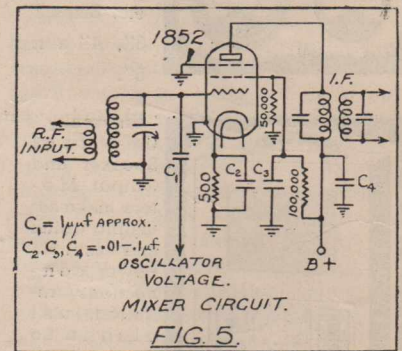 1852
R.F.
INPUT.
I.F.
50,000
C₁
500
C₂
C₃
100,000
C₄
C₁ = 1μμf APPROX.
C₂, C₃, C₄ = .01-.1μf
OSCILLATOR
VOLTAGE.
B+
MIXER CIRCUIT.
FIG. 5